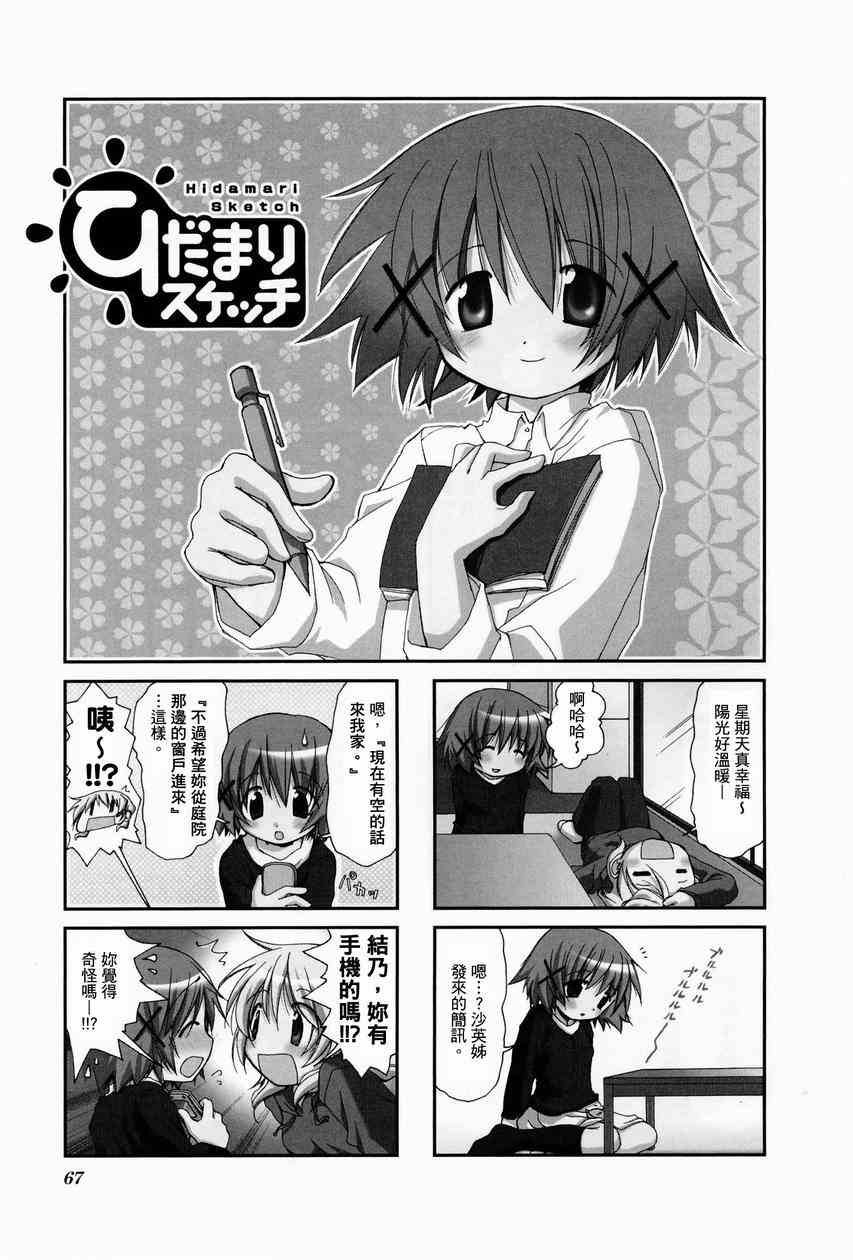 Hidamari
Sketch
ひだまり
スケッチ
星期天真幸福～
陽光好溫暖—
啊哈哈～
ブルルル
ブルルルル—
嗯…?沙英姊
發來的簡訊。
嗯，『現在有空的話
來我家。』
『不過希望妳從庭院
那邊的窗戶進來』
…這樣。
パカッ
咦～!!?
結乃，妳有
手機的嗎!!?
妳覺得
奇怪嗎—!!?
67